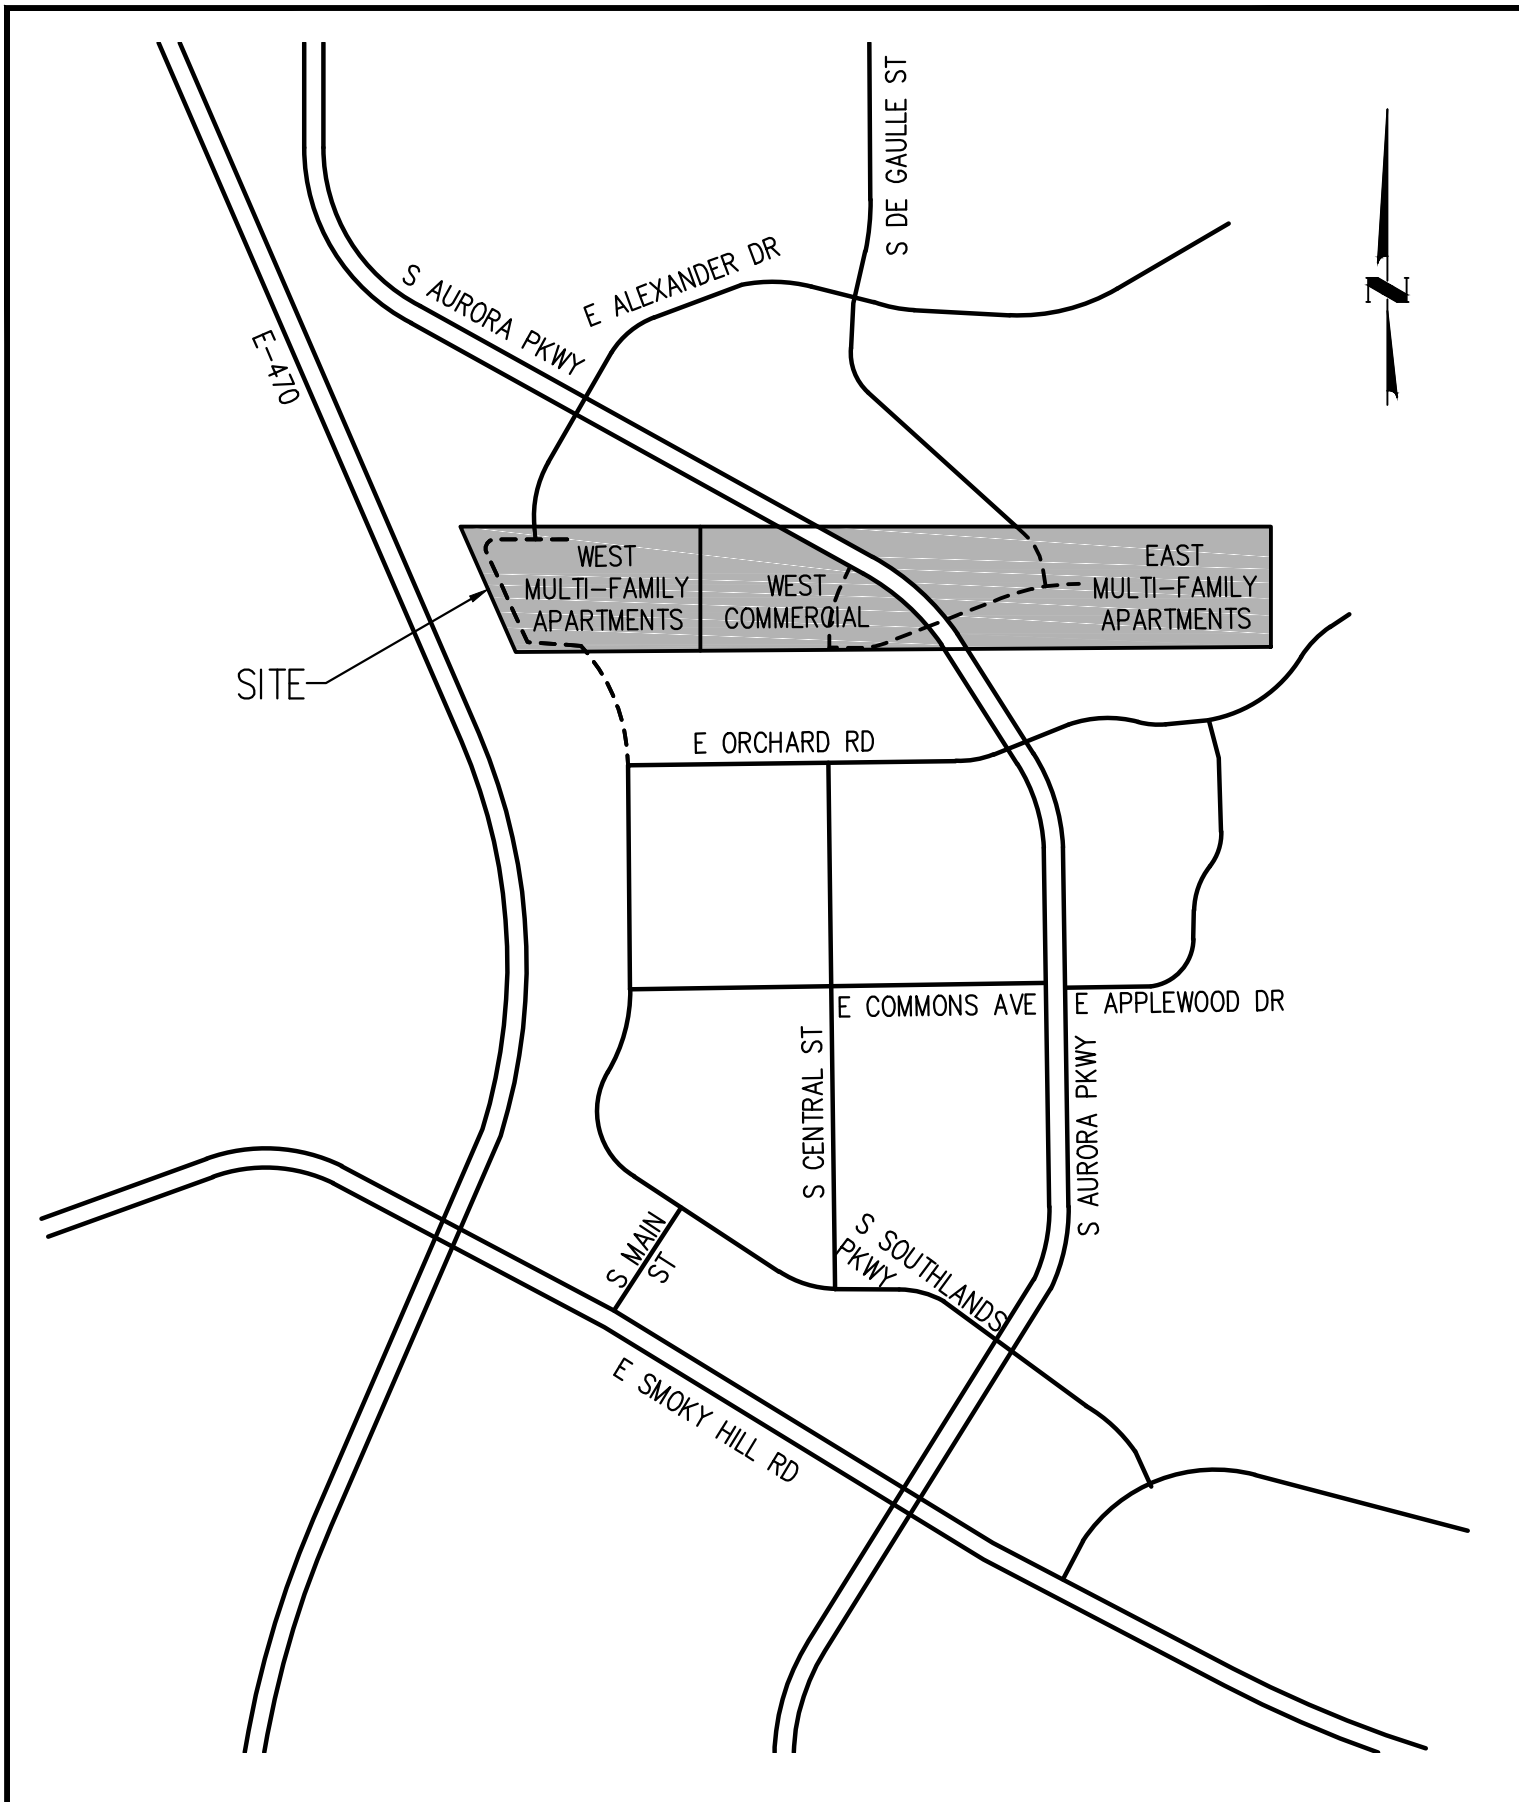 S DE GAULLE ST
E ALEXANDER DR
S AURORA PKWY
E-470
N
WEST
MULTI-FAMILY
APARTMENTS
WEST
COMMERCIAL
EAST
MULTI-FAMILY
APARTMENTS
SITE
E ORCHARD RD
E COMMONS AVE
E APPLEWOOD DR
S CENTRAL ST
S AURORA PKWY
S MAIN
ST
S SOUTHLANDS
PKWY
E SMOKY HILL RD